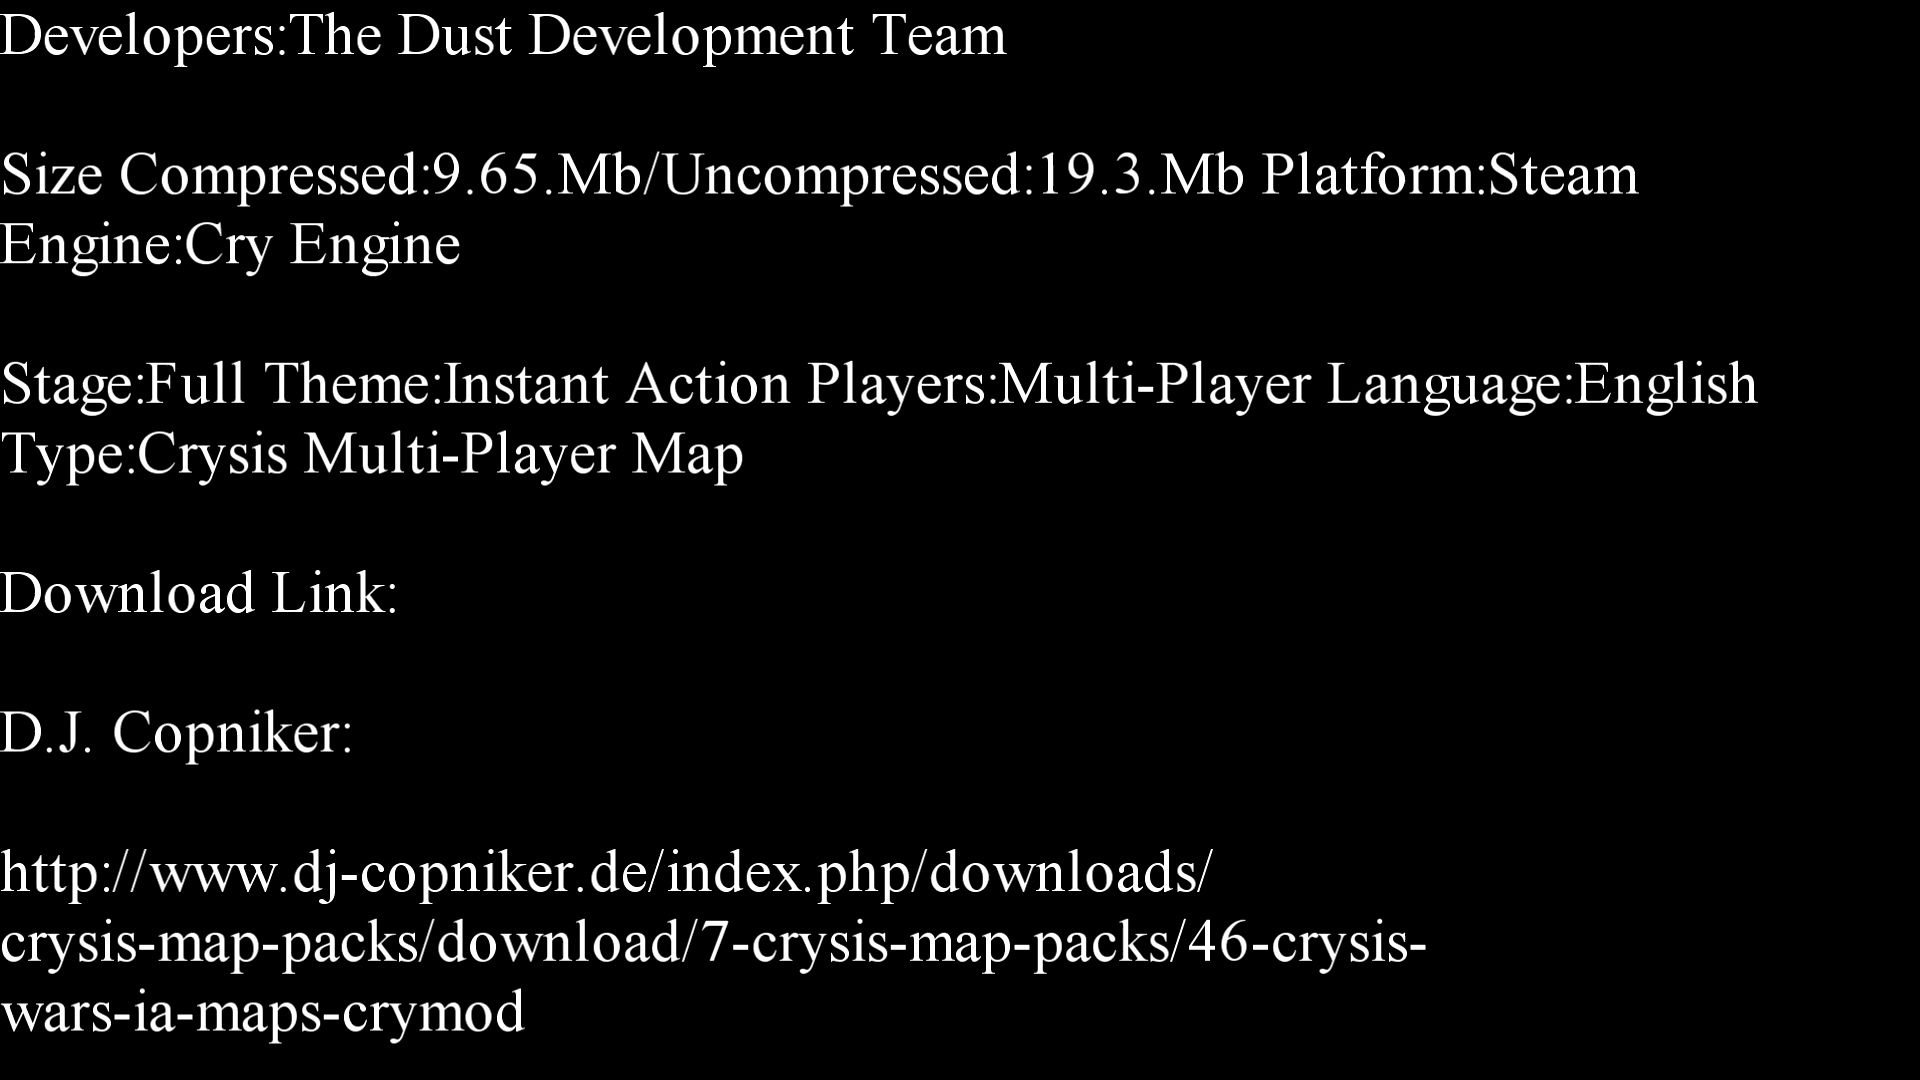 Developers:The Dust Development Team
Size Compressed:9.65.Mb/Uncompressed:19.3.Mb Platform:Steam
Engine:Cry Engine
Stage:Full Theme:Instant Action Players:Multi-Player Language:English
Type:Crysis Multi-Player Map
Download Link:
D.J. Copniker:
http://www.dj-copniker.de/index.php/downloads/
crysis-map-packs/download/7-crysis-map-packs/46-crysis-
wars-ia-maps-crymod